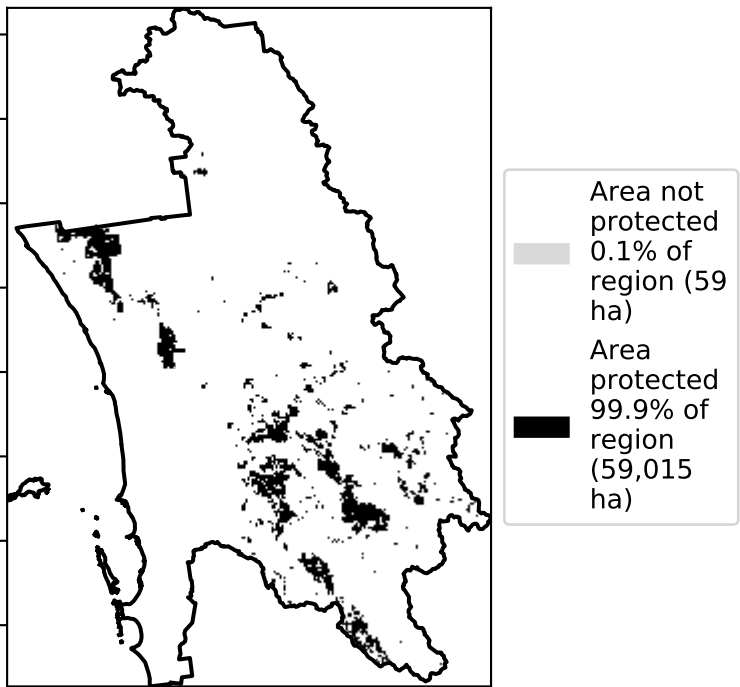 Area not
protected
0.1% of
region (59
ha)
Area
protected
99.9% of
region
(59,015
ha)